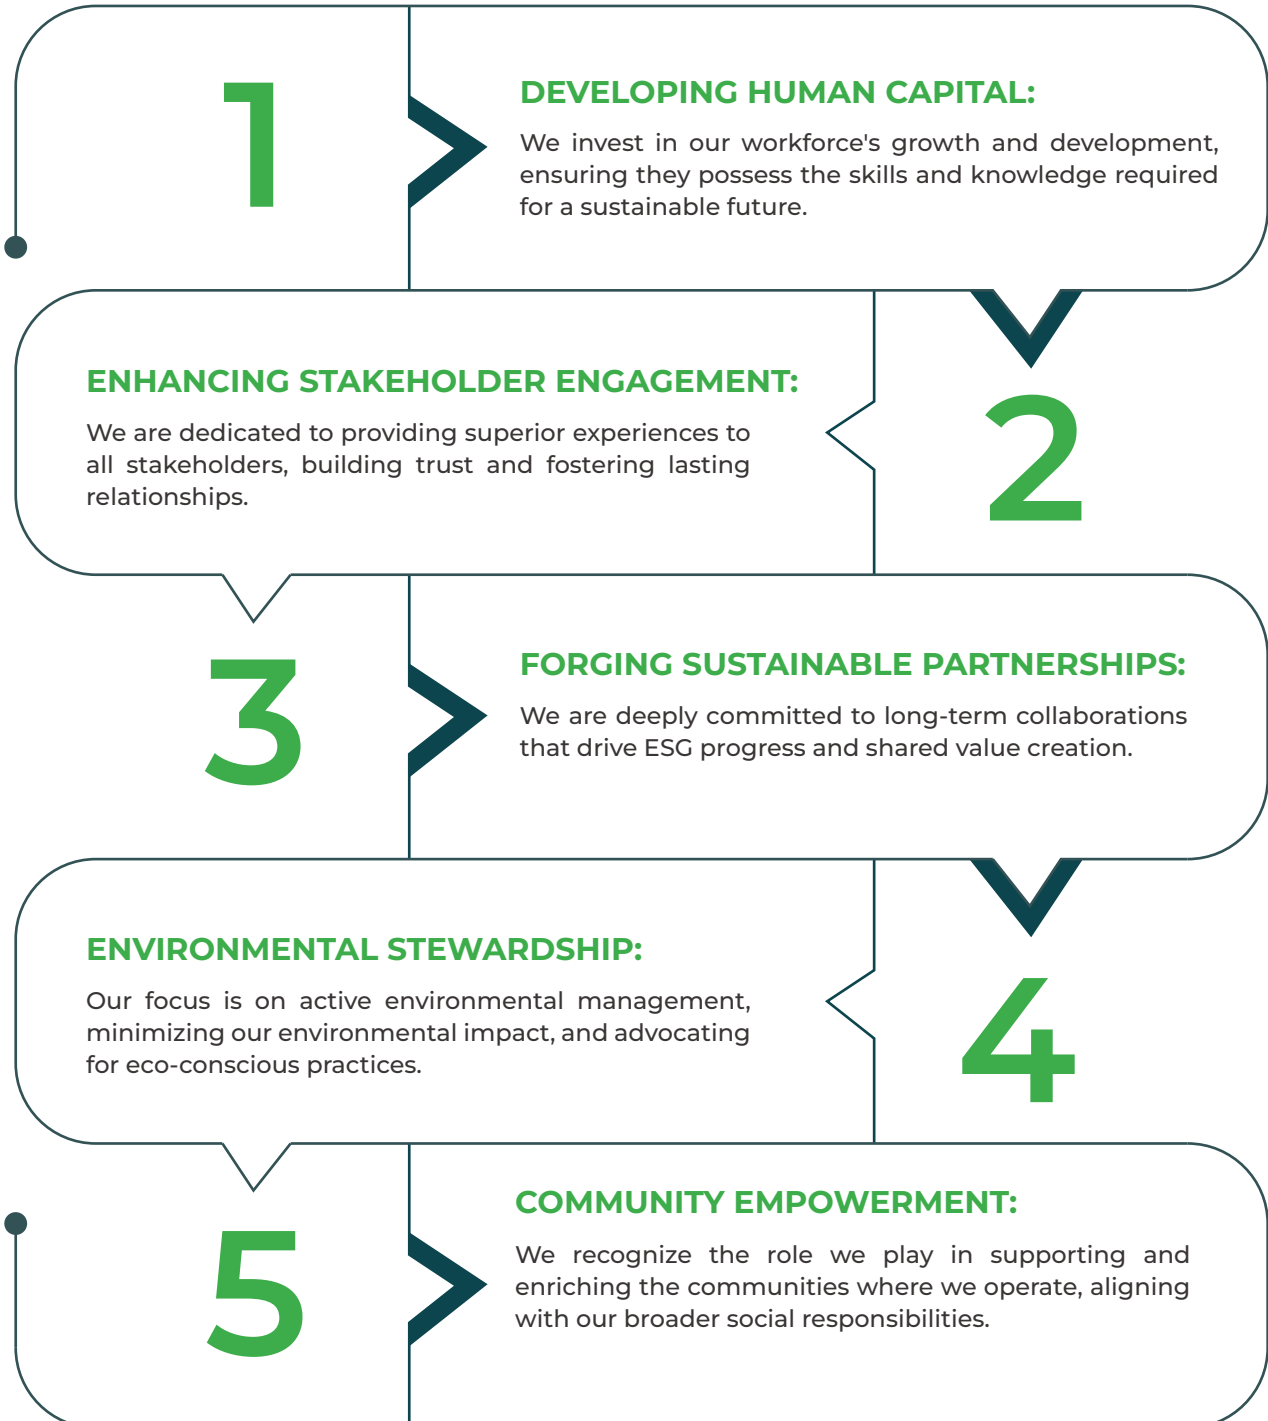 1
DEVELOPING HUMAN CAPITAL:
We invest in our workforce's growth and development,
ensuring they possess the skills and knowledge required
for a sustainable future.
ENHANCING STAKEHOLDER ENGAGEMENT:
We are dedicated to providing superior experiences to
all stakeholders, building trust and fostering lasting
relationships.
2
3
FORGING SUSTAINABLE PARTNERSHIPS:
We are deeply committed to long-term collaborations
that drive ESG progress and shared value creation.
ENVIRONMENTAL STEWARDSHIP:
Our focus is on active environmental management,
minimizing our environmental impact, and advocating
for eco-conscious practices.
4
5
COMMUNITY EMPOWERMENT:
We recognize the role we play in supporting and
enriching the communities where we operate, aligning
with our broader social responsibilities.